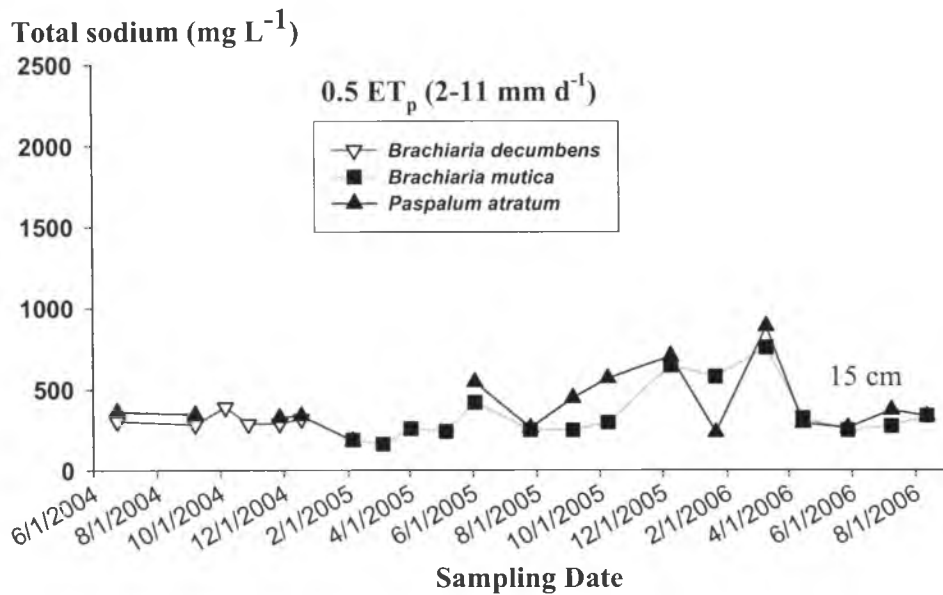 Total sodium (mg L-1)
2500
0.5 ETp (2-11 mm d-1)
2000
Brachiaria decumbens
Brachiaria mutica
Paspalum atratum
1500
1000
500
15 cm
0
6/1/2004 8/1/2004 10/1/2004 12/1/2004 2/1/2005 4/1/2005 6/1/2005 8/1/2005 10/1/2005 12/1/2005 2/1/2006 4/1/2006 6/1/2006 8/1/2006
Sampling Date